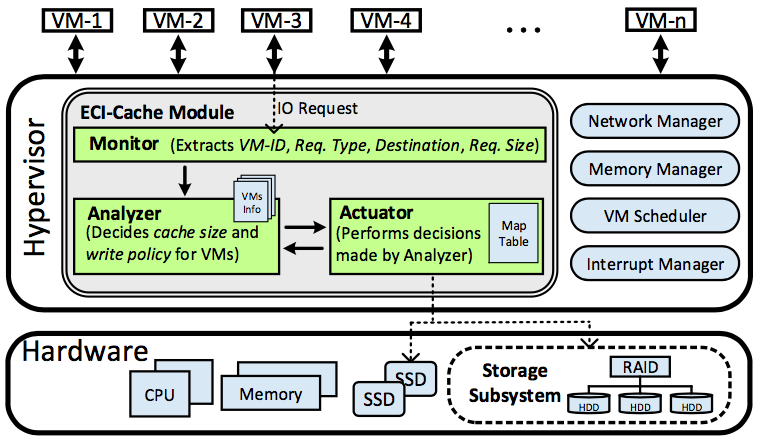 VM-1
VM-2
VM-3
VM-4
...
VM-n
Hypervisor
ECI-Cache Module
IO Request
Monitor (Extracts VM-ID, Req. Type, Destination, Req. Size)
VMs
Info
Analyzer
(Decides cache size and
write policy for VMs)
Actuator
(Performs decisions
made by Analyzer)
Map
Table
Network Manager
Memory Manager
VM Scheduler
Interrupt Manager
Hardware
CPU
Memory
SSD
SSD
Storage
Subsystem
RAID
HDD
HDD
HDD